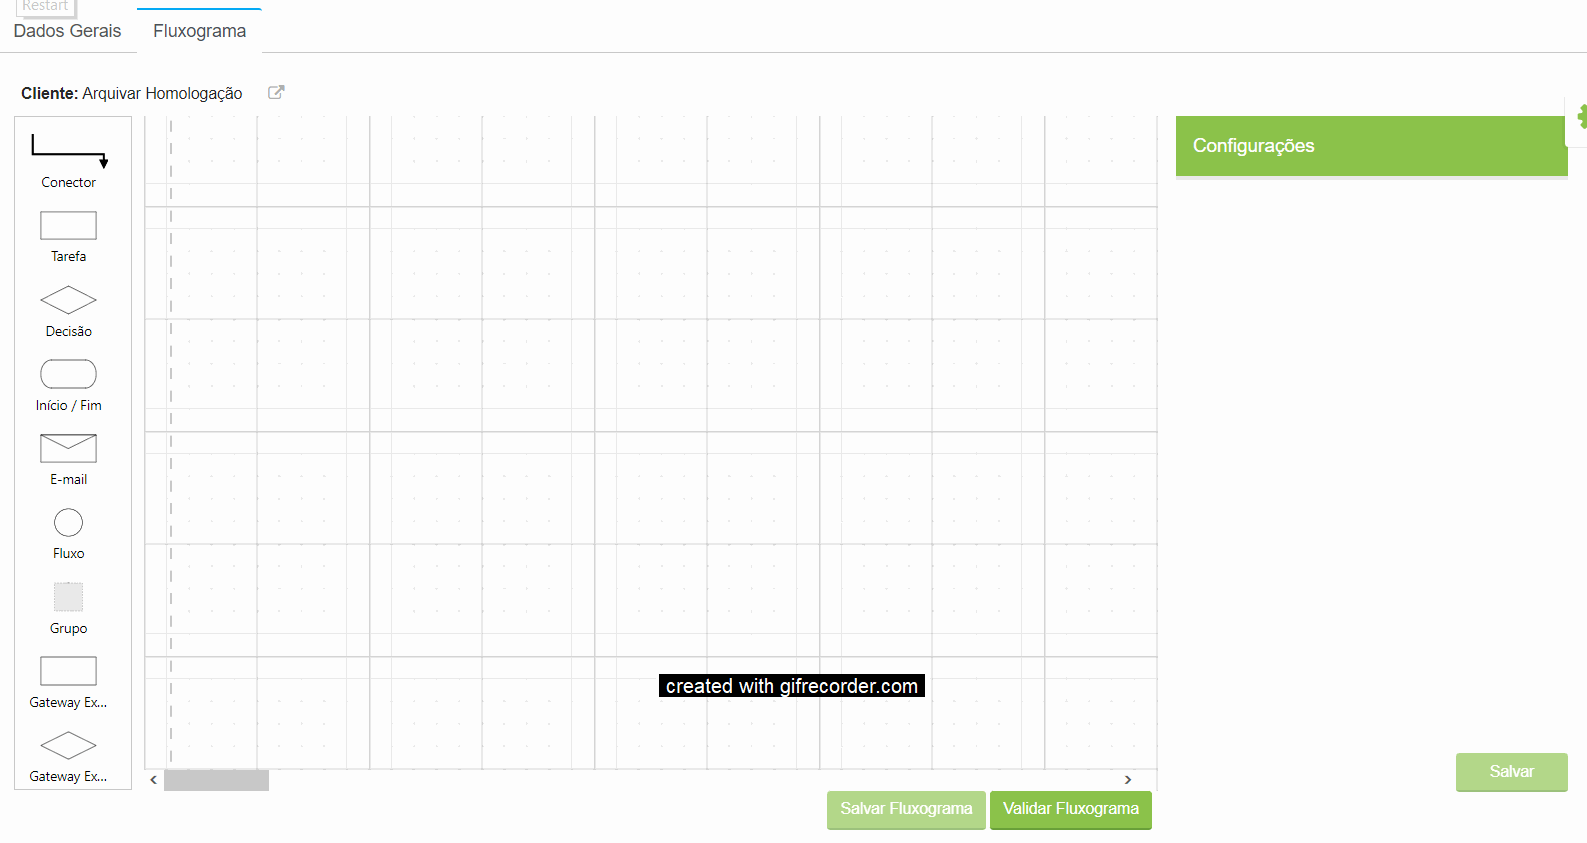 Restart
Dados Gerais
Fluxograma
Cliente: Arquivar Homologação
Conector
Tarefa
Decisão
Início / Fim
E-mail
Fluxo
Grupo
Gateway Ex...
Gateway Ex...
Configurações
created with gifrecorder.com
Salvar
Salvar Fluxograma
Validar Fluxograma